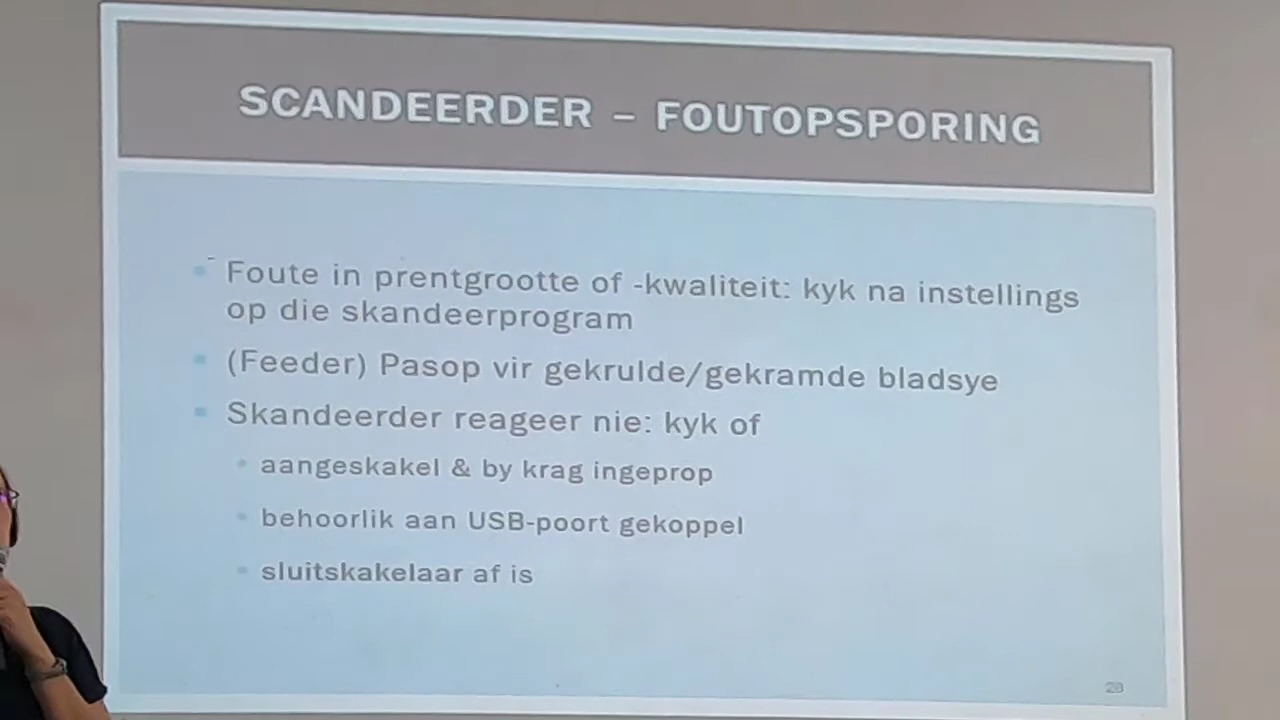 SCANDEERDER – FOUTOPSPORING
Foute in prentgrootte of -kwaliteit: kyk na instellings
op die skandeerprogram
(Feeder) Pasop vir gekrulde/gekramde bladsye
Skandeerder reageer nie: kyk of
aangeskakel & by krag ingeprop
behoorlik aan USB-poort gekoppel
sluitskakelaar af is